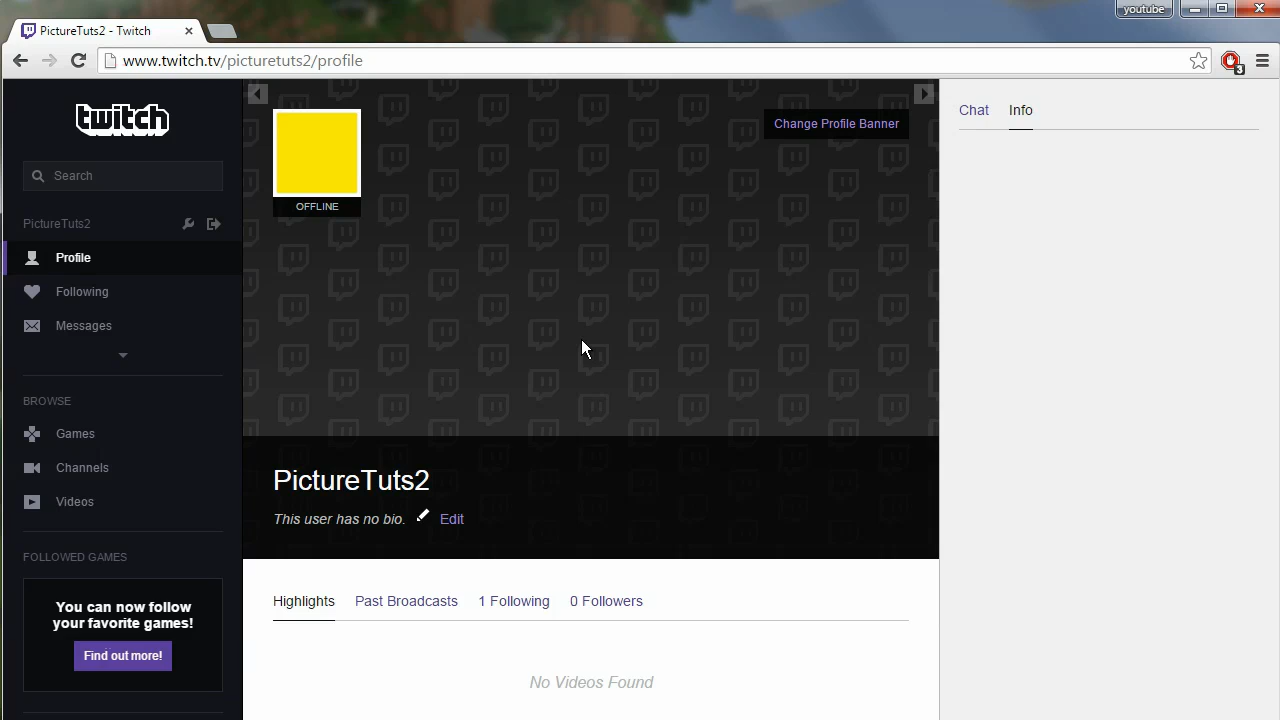 youtube
PictureTuts2 - Twitch
www.twitch.tv/picturetuts2/profile
3
twitch
Search
PictureTuts2
Profile
Following
Messages
BROWSE
Games
Channels
Videos
FOLLOWED GAMES
You can now follow
your favorite games!
Find out more!
OFFLINE
Change Profile Banner
PictureTuts2
This user has no bio. Edit
Highlights Past Broadcasts 1 Following 0 Followers
No Videos Found
Chat Info